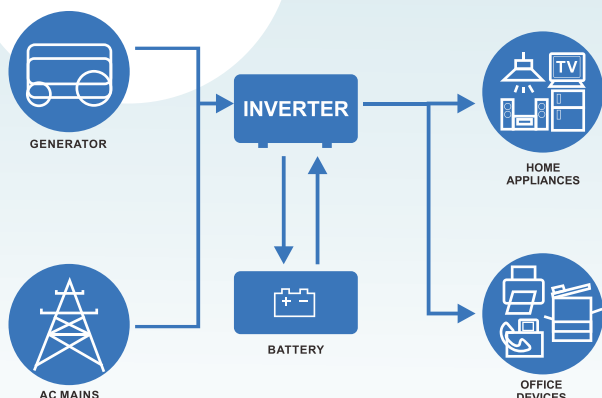 GENERATOR
INVERTER
TV
HOME
APPLIANCES
+ −
BATTERY
AC MAINS
OFFICE
DEVICES